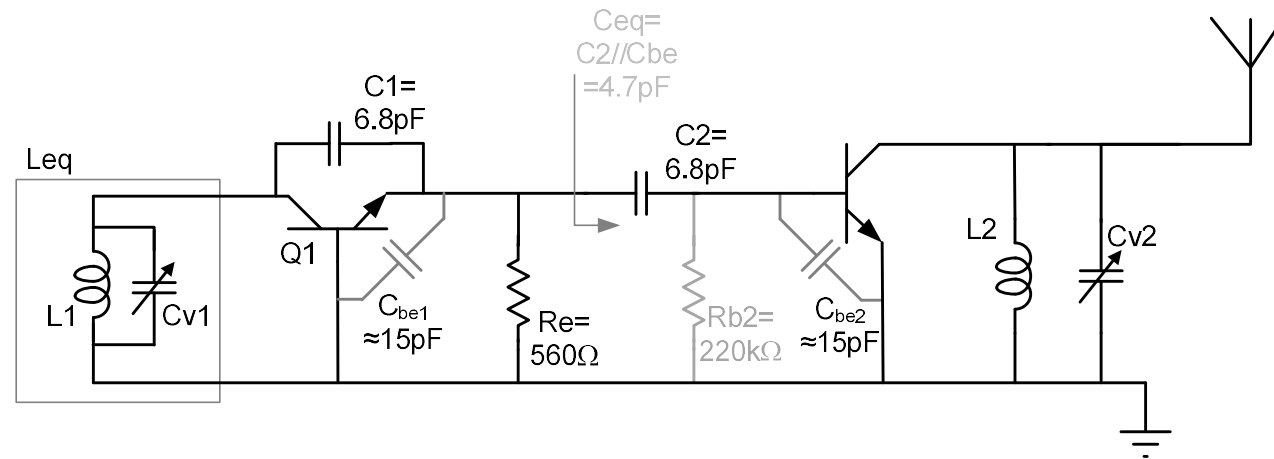 Ceq=
C2//Cbe
=4.7pF
C1=
6.8pF
C2=
6.8pF
Leq
Q1
L2
Cv2
L1
Cv1
Cbe1
≈15pF
Re=
560Ω
Rb2=
220kΩ
Cbe2
≈15pF